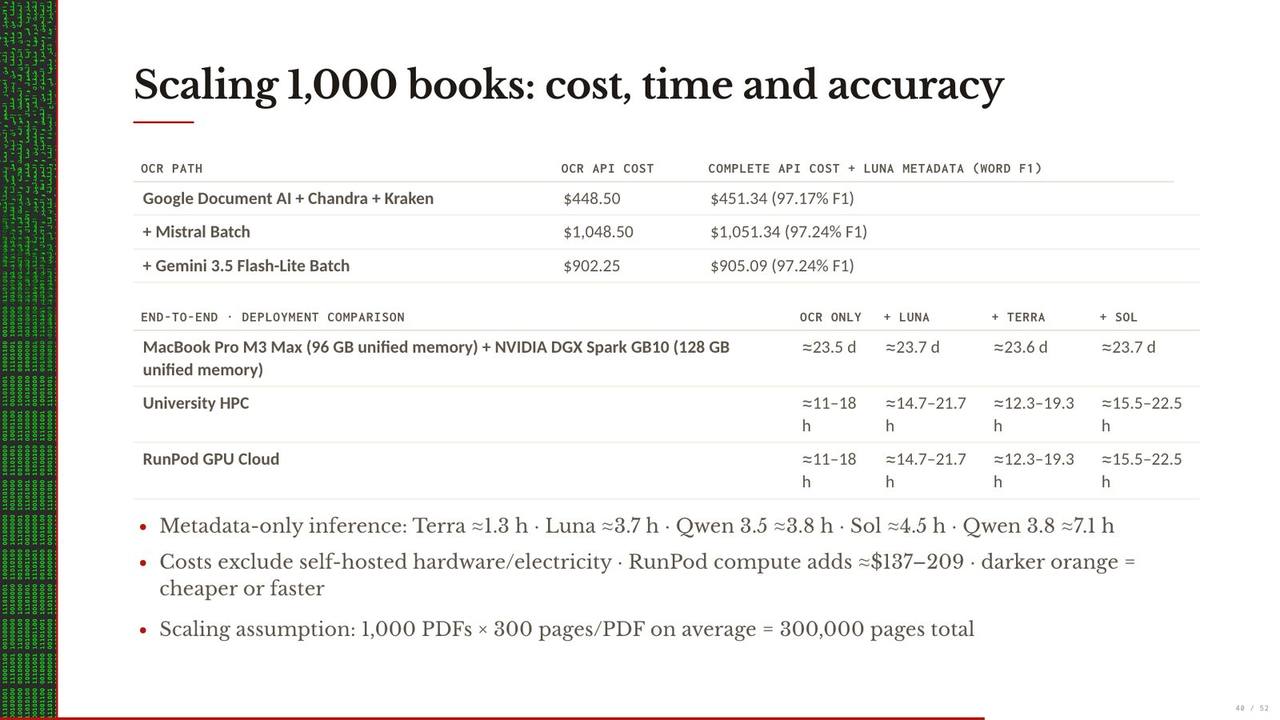 Scaling 1,000 books: cost, time and accuracy
OCR PATH OCR API COST COMPLETE API COST + LUNA METADATA (WORD F1)
Google Document AI + Chandra + Kraken $448.50 $451.34 (97.17% F1)
+ Mistral Batch $1,048.50 $1,051.34 (97.24% F1)
+ Gemini 3.5 Flash-Lite Batch $902.25 $905.09 (97.24% F1)
END-TO-END · DEPLOYMENT COMPARISON OCR ONLY + LUNA + TERRA + SOL
MacBook Pro M3 Max (96 GB unified memory) + NVIDIA DGX Spark GB10 (128 GB ≈23.5 d ≈23.7 d ≈23.6 d ≈23.7 d
unified memory)
University HPC ≈11–18 ≈14.7–21.7 ≈12.3–19.3 ≈15.5–22.5
h h h h
RunPod GPU Cloud ≈11–18 ≈14.7–21.7 ≈12.3–19.3 ≈15.5–22.5
h h h h
• Metadata-only inference: Terra ≈1.3 h · Luna ≈3.7 h · Qwen 3.5 ≈3.8 h · Sol ≈4.5 h · Qwen 3.8 ≈7.1 h
• Costs exclude self-hosted hardware/electricity · RunPod compute adds ≈$137–209 · darker orange =
cheaper or faster
• Scaling assumption: 1,000 PDFs × 300 pages/PDF on average = 300,000 pages total
40 / 52